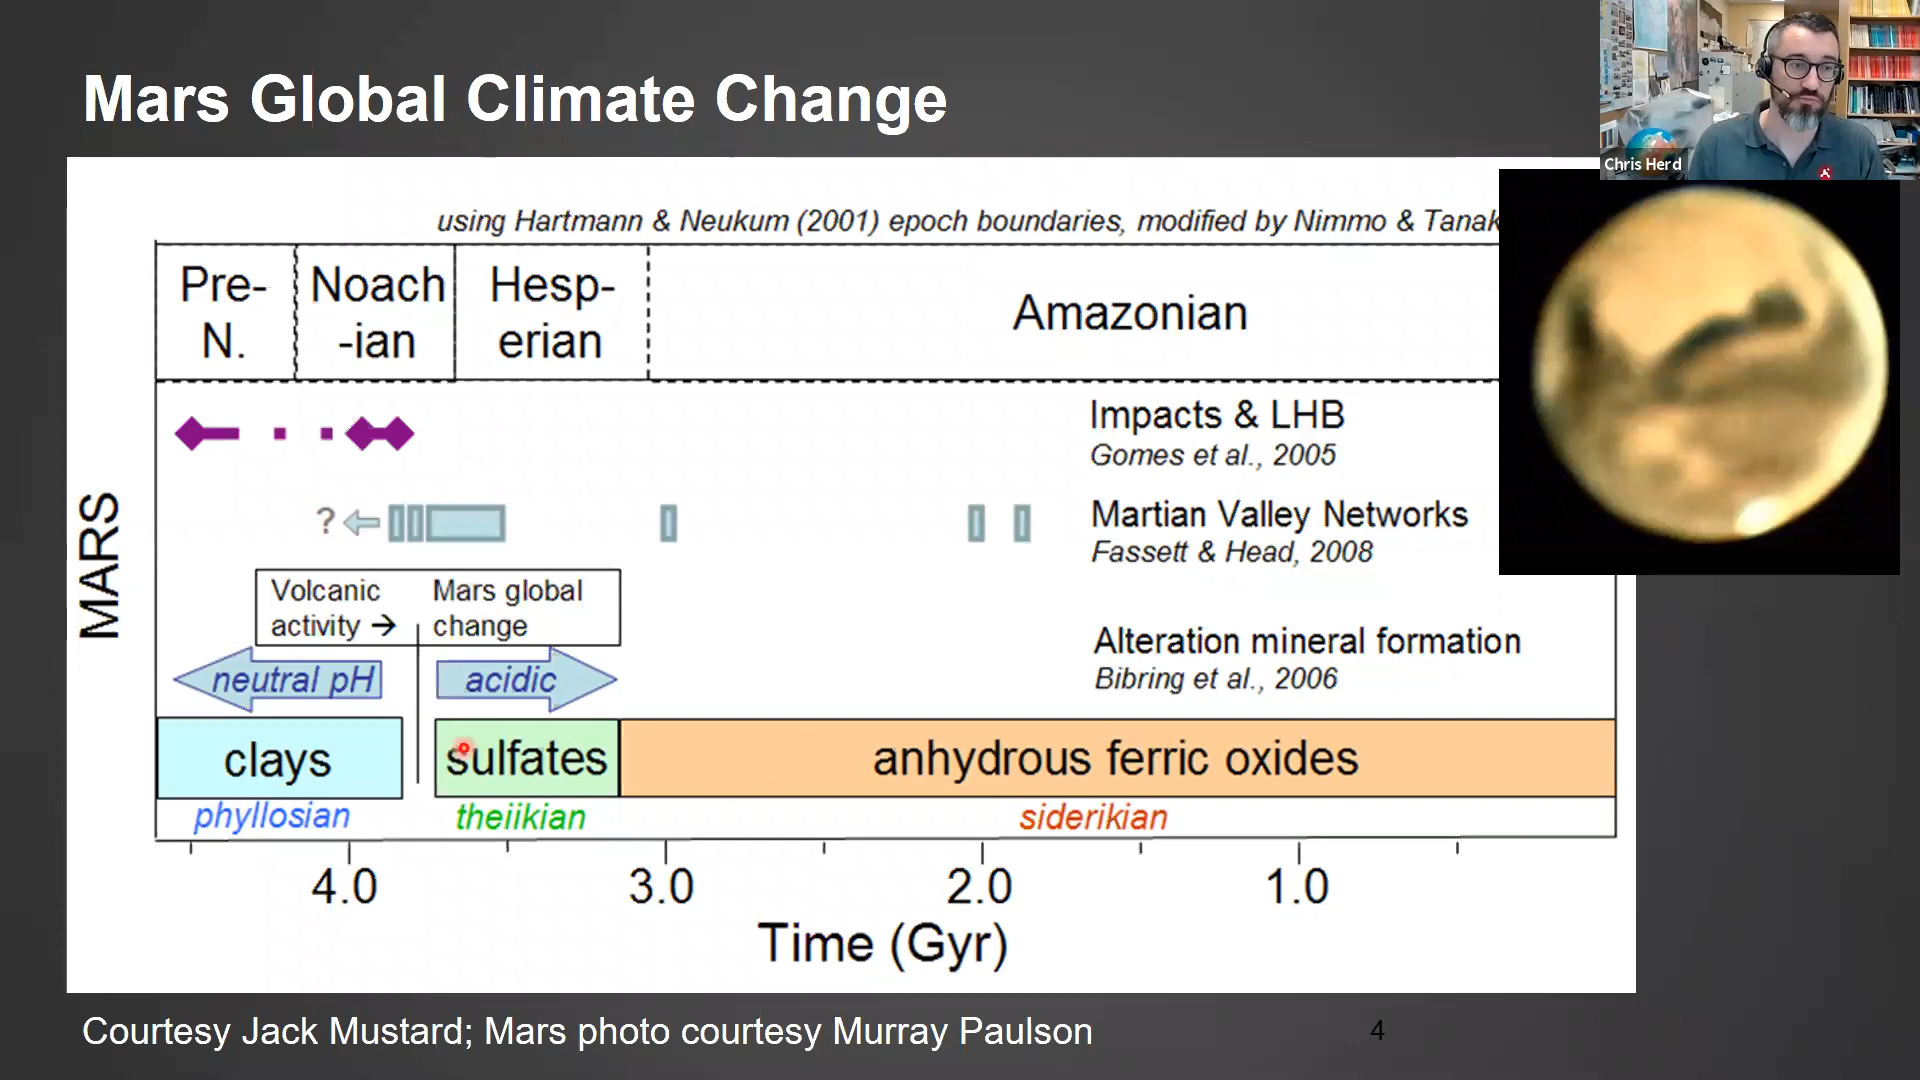 Mars Global Climate Change
Chris Herd
using Hartmann & Neukum (2001) epoch boundaries, modified by Nimmo & Tanak
Pre-
N.
Noach
-ian
Hesp-
erian
Amazonian
MARS
Impacts & LHB
Gomes et al., 2005
?
Martian Valley Networks
Fassett & Head, 2008
Volcanic
activity →
Mars global
change
Alteration mineral formation
Bibring et al., 2006
neutral pH
acidic
clays
sulfates
anhydrous ferric oxides
phyllosian
theiikian
siderikian
4.0
3.0
2.0
1.0
Time (Gyr)
Courtesy Jack Mustard; Mars photo courtesy Murray Paulson
4